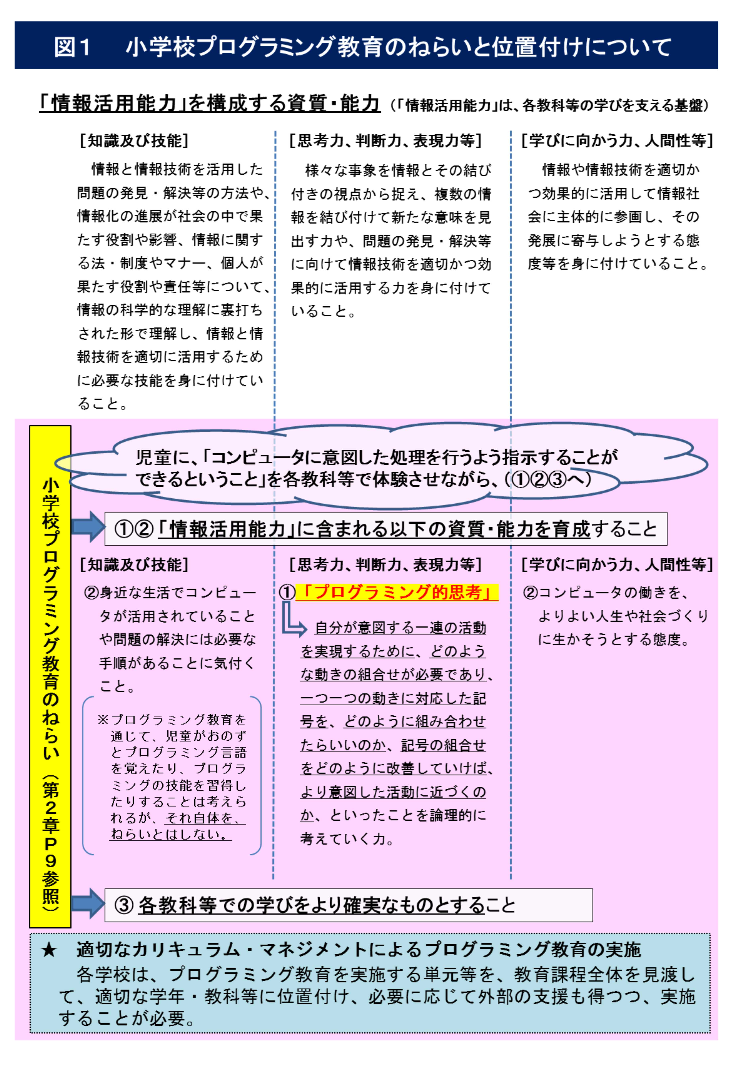 図１　小学校プログラミング教育のねらいと位置付けについて
「情報活用能力」を構成する資質・能力（「情報活用能力」は、各教科等の学びを支える基盤）
[知識及び技能]
情報と情報技術を活用した
問題の発見・解決等の方法や、
情報化の進展が社会の中で果
たす役割や影響、情報に関す
る法・制度やマナー、個人が
果たす役割や責任等について、
情報の科学的な理解に裏打ち
された形で理解し、情報と情
報技術を適切に活用するため
に必要な技能を身に付けてい
ること。
[思考力、判断力、表現力等]
様々な事象を情報とその結び
付きの視点から捉え、複数の情
報を結び付けて新たな意味を見
出す力や、問題の発見・解決等
に向けて情報技術を適切かつ効
果的に活用する力を身に付けて
いること。
[学びに向かう力、人間性等]
情報や情報技術を適切か
つ効果的に活用して情報社
会に主体的に参画し、その
発展に寄与しようとする態
度等を身に付けていること。
小学校プログラミング教育のねらい（第２章Ｐ９参照）
児童に、「コンピュータに意図した処理を行うよう指示することが
できるということ」を各教科等で体験させながら、（①②③へ）
①②「情報活用能力」に含まれる以下の資質・能力を育成すること
[知識及び技能]
②身近な生活でコンピュー
タが活用されていること
や問題の解決には必要な
手順があることに気付く
こと。
※プログラミング教育を
通じて、児童がおのず
とプログラミング言語
を覚えたり、プログラ
ミングの技能を習得し
たりすることは考えら
れるが、それ自体を、
ねらいとはしない。
[思考力、判断力、表現力等]
①「プログラミング的思考」
自分が意図する一連の活動
を実現するために、どのよう
な動きの組合せが必要であり、
一つ一つの動きに対応した記
号を、どのように組み合わせ
たらいいのか、記号の組合せ
をどのように改善していけば、
より意図した活動に近づくの
か、といったことを論理的に
考えていく力。
[学びに向かう力、人間性等]
②コンピュータの働きを、
よりよい人生や社会づくり
に生かそうとする態度。
③ 各教科等での学びをより確実なものとすること
★　適切なカリキュラム・マネジメントによるプログラミング教育の実施
各学校は、プログラミング教育を実施する単元等を、教育課程全体を見渡し
て、適切な学年・教科等に位置付け、必要に応じて外部の支援も得つつ、実施
することが必要。